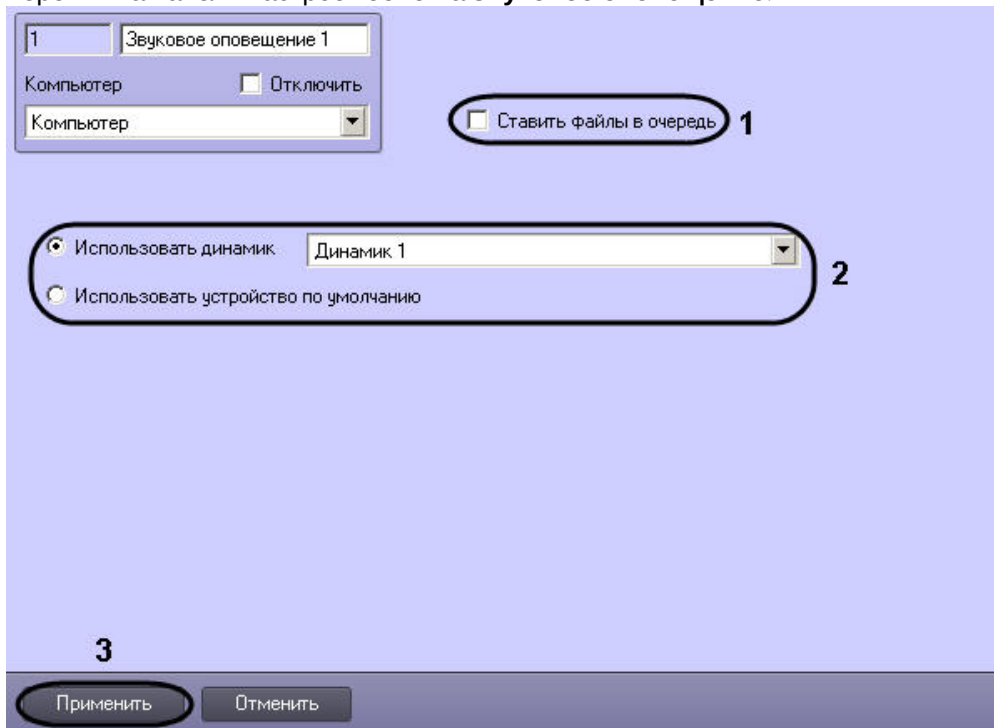 1 Звуковое оповещение 1
Компьютер Отключить
Компьютер
Ставить файлы в очередь 1
Использовать динамик Динамик 1
Использовать устройство по умолчанию
2
3
Применить Отменить